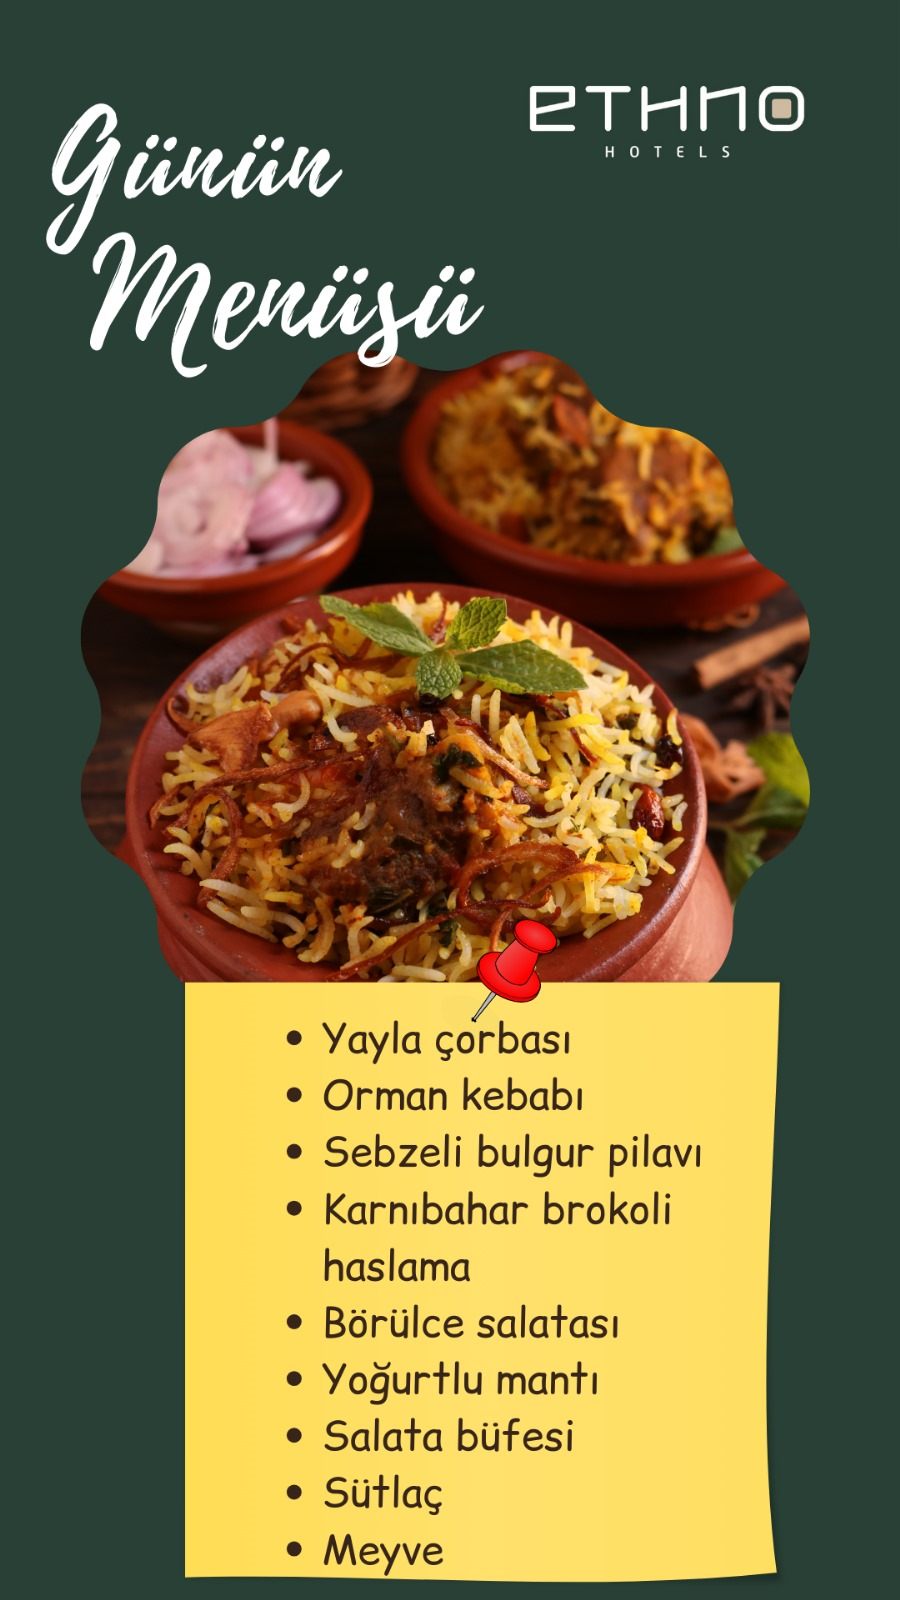 ETHNO
HOTELS
Günün
Menüsü
• Yayla çorbası
• Orman kebabı
• Sebzeli bulgur pilavı
• Karnıbahar brokoli
haslama
• Börülce salatası
• Yoğurtlu mantı
• Salata büfesi
• Sütlaç
• Meyve